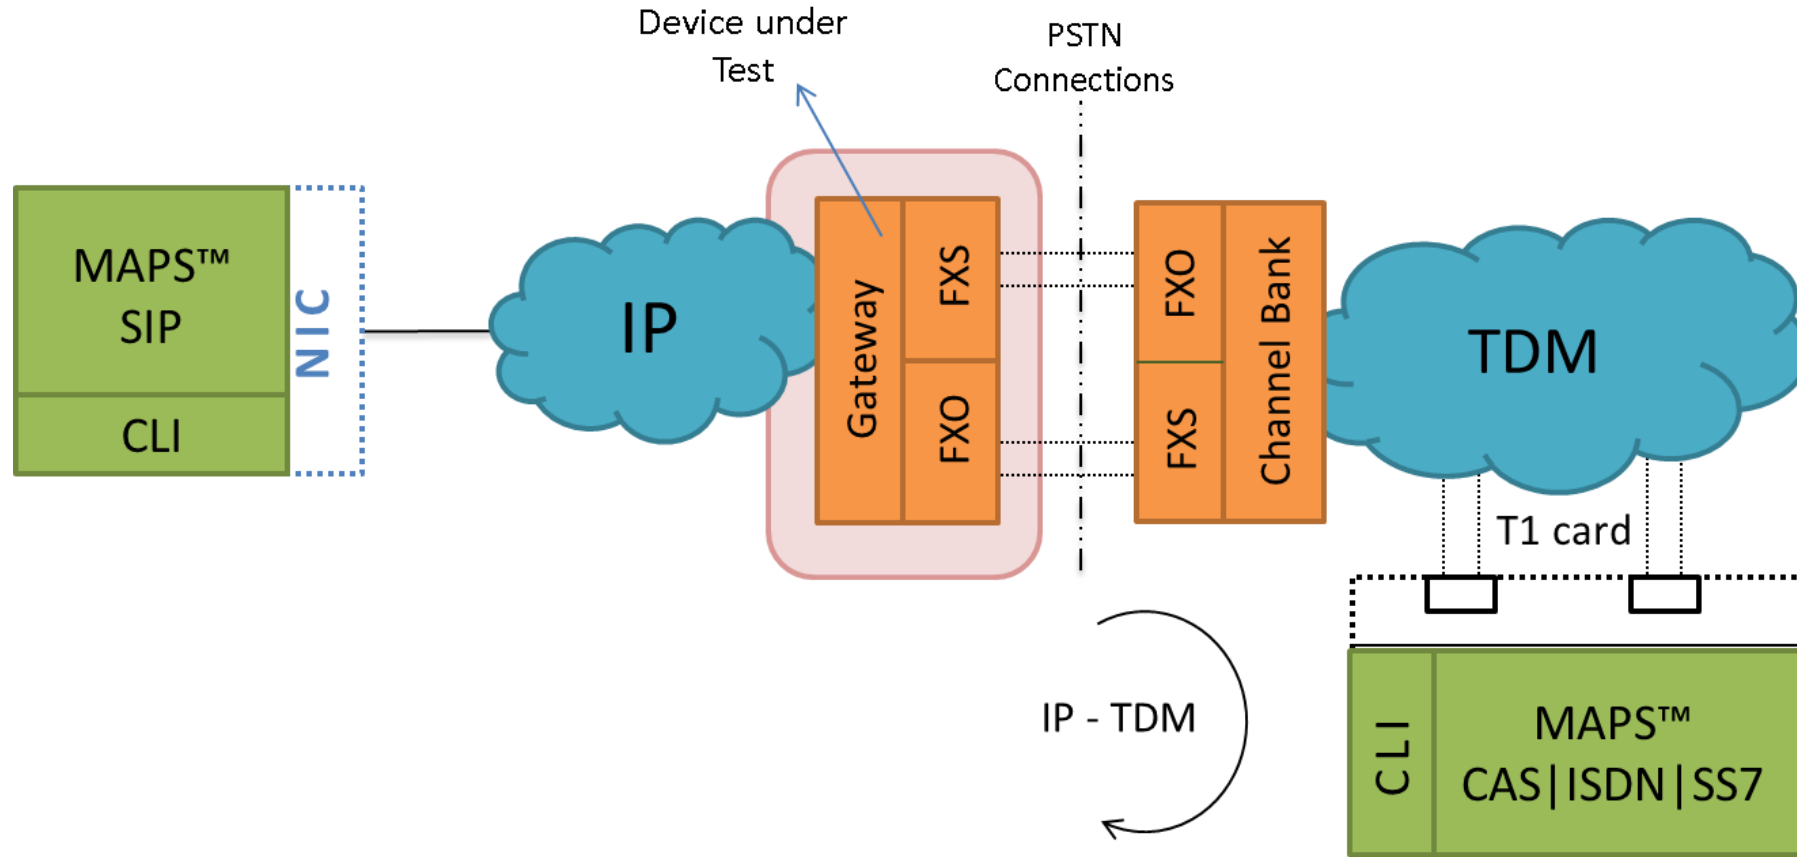 Device under
Test
PSTN
Connections
MAPS™
SIP
CLI
NIC
IP
Gateway
FXS
FXO
FXO
FXS
Channel Bank
TDM
T1 card
IP - TDM
CLI
MAPS™
CAS|ISDN|SS7